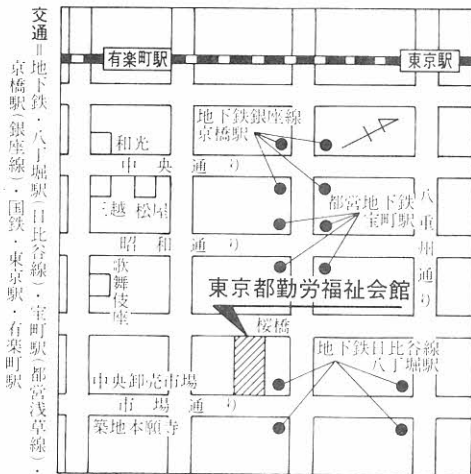 交通＝地下鉄・八丁堀駅(日比谷線)・宝町駅(都営浅草線)・
京橋駅(銀座線)・国鉄・東京駅・有楽町駅
有楽町駅
東京駅
地下鉄銀座線
京橋駅
和光
中央通り
三越
松屋
都営地下鉄
宝町駅
八重州通り
昭和通り
歌舞伎座
東京都勤労福祉会館
桜橋
地下鉄日比谷線
八丁堀駅
中央卸売市場
市場通り
築地本願寺